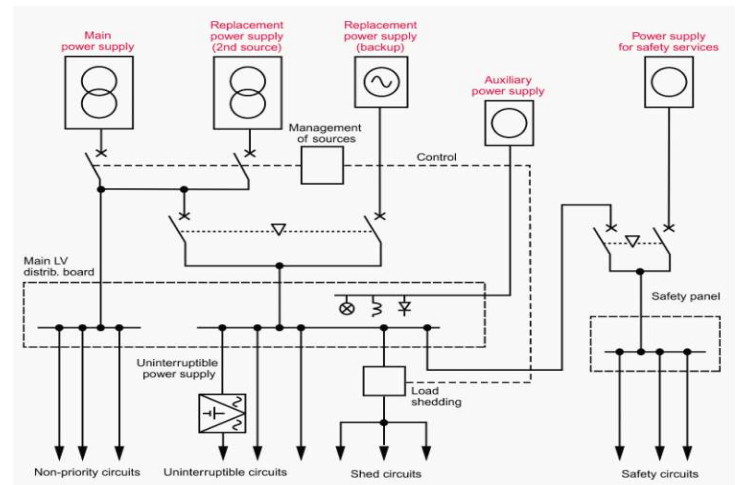 Main
power supply
Replacement
power supply
(2nd source)
Replacement
power supply
(backup)
Auxiliary
power supply
Power supply
for safety services
Management
of sources
Control
Main LV
distrib. board
Safety panel
Uninterruptible
power supply
Load
shedding
Non-priority circuits
Uninterruptible circuits
Shed circuits
Safety circuits